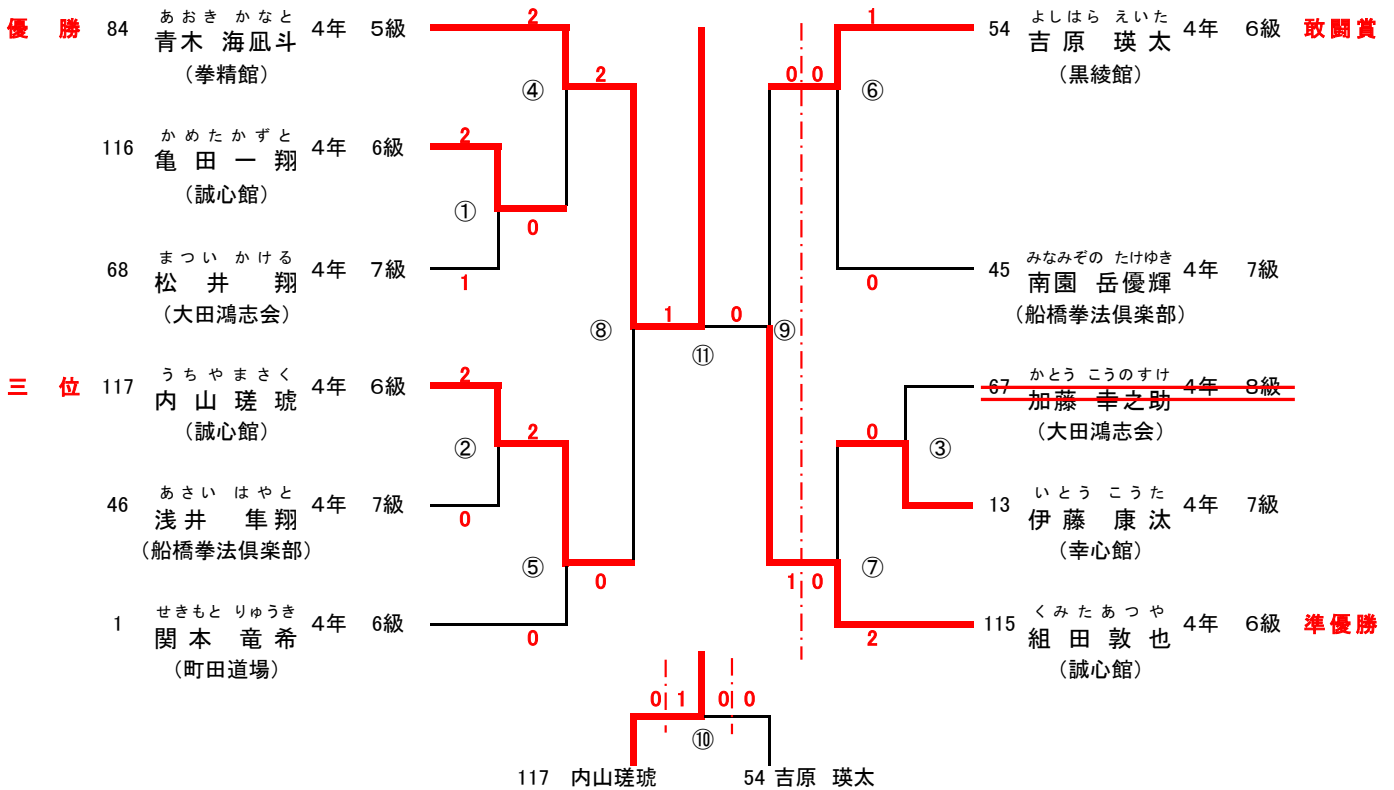 あおき かなと
優 勝 84 青木 海凪斗 4年 5級
（拳精館）
2
④
2
かめたかずと
116 亀田一翔 4年 6級
（誠心館）
2
①
0
まつい かける
68 松井 翔 4年 7級
（大田鴻志会）
1
⑧
1
⑪
0
⑨
うちやまさく
三 位 117 内山瑳琥 4年 6級
（誠心館）
2
②
2
あさい はやと
46 浅井 隼翔 4年 7級
（船橋拳法倶楽部）
0
⑤
0
せきもと りゅうき
1 関本 竜希 4年 6級
（町田道場）
0
1
よしはら えいた
54 吉原 瑛太 4年 6級 敢闘賞
（黒綾館）
0 0
⑥
みなみぞの たけゆき
45 南園 岳優輝 4年 7級
（船橋拳法倶楽部）
0
かとう こうのすけ
67 加藤 幸之助 4年 8級
（大田鴻志会）
0
③
いとう こうた
13 伊藤 康汰 4年 7級
（幸心館）
1 0
⑦
くみたあつや
115 組田敦也 4年 6級 準優勝
（誠心館）
2
0 1 0 0
⑩
117 内山瑳琥 54 吉原 瑛太